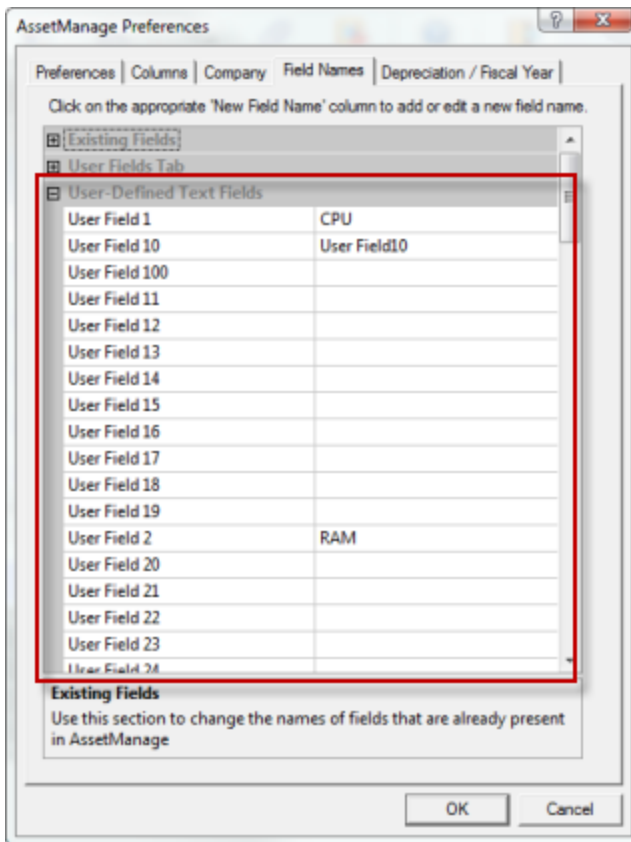 AssetManage Preferences
Preferences Columns Company Field Names Depreciation / Fiscal Year
Click on the appropriate 'New Field Name' column to add or edit a new field name.
Existing Fields
User Fields Tab
User-Defined Text Fields
User Field 1 CPU
User Field 10 User Field10
User Field 100
User Field 11
User Field 12
User Field 13
User Field 14
User Field 15
User Field 16
User Field 17
User Field 18
User Field 19
User Field 2 RAM
User Field 20
User Field 21
User Field 22
User Field 23
User Field 24
Existing Fields
Use this section to change the names of fields that are already present
in AssetManage
OK Cancel